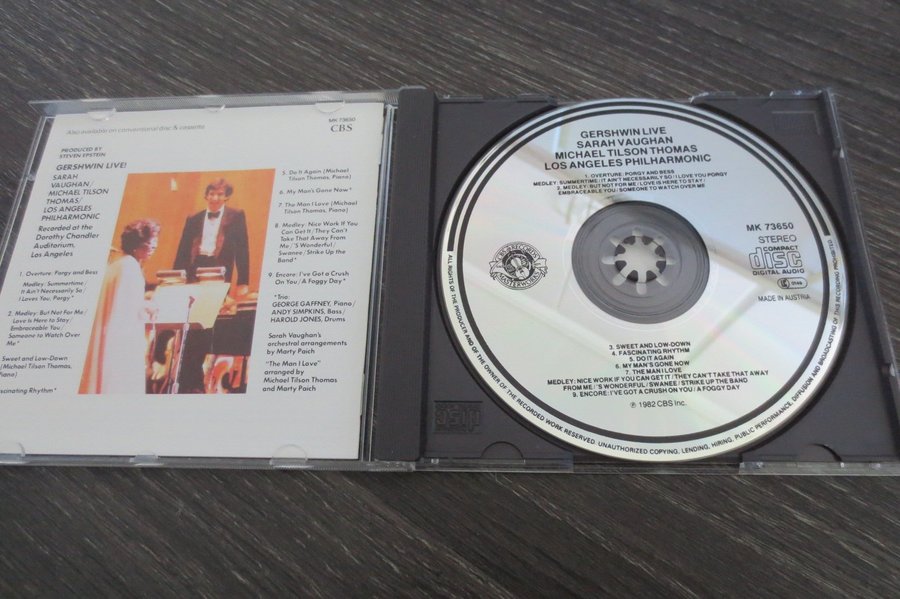 Also available on conventional disc & cassette
MK 73650
CBS
PRODUCED BY
STEVEN EPSTEIN
GERSHWIN LIVE!
SARAH
VAUGHAN/
MICHAEL TILSON
THOMAS/
LOS ANGELES
PHILHARMONIC
Recorded at the
Dorothy Chandler
Auditorium,
Los Angeles
1. Overture: Porgy and Bess
Medley: Summertime/
It Ain't Necessarily So/
I Loves You, Porgy*
2. Medley: But Not For Me/
Love Is Here to Stay/
Embraceable You/
Someone to Watch Over
Me*
Sweet and Low-Down
(Michael Tilson Thomas,
Piano)
Fascinating Rhythm*
5. Do It Again (Michael
Tilson Thomas, Piano)
6. My Man's Gone Now*
7. The Man I Love (Michael
Tilson Thomas, Piano)
8. Medley: Nice Work If You
Can Get It/They Can't
Take That Away From
Me/'S Wonderful/
Swanee/Strike Up the
Band*
9 Encore: I've Got a Crush
On You/A Foggy Day*
*Trio:
GEORGE GAFFNEY, Piano/
ANDY SIMPKINS, Bass/
HAROLD JONES, Drums
Sarah Vaughan's
orchestral arrangements
by Marty Paich
"The Man I Love"
arranged by
Michael Tilson Thomas
and Marty Paich
GERSHWIN LIVE
SARAH VAUGHAN
MICHAEL TILSON THOMAS
LOS ANGELES PHILHARMONIC
1. OVERTURE: PORGY AND BESS
MEDLEY: SUMMERTIME/IT AIN'T NECESSARILY SO/I LOVES YOU PORGY
2. MEDLEY: BUT NOT FOR ME/LOVE IS HERE TO STAY/
EMBRACEABLE YOU/SOMEONE TO WATCH OVER ME
MK 73650
STEREO
COMPACT
disc
DIGITAL AUDIO
MADE IN AUSTRIA
3. SWEET AND LOW-DOWN
4. FASCINATING RHYTHM
5. DO IT AGAIN
6. MY MAN'S GONE NOW
7. THE MAN I LOVE
MEDLEY: NICE WORK IF YOU CAN GET IT/THEY CAN'T TAKE THAT AWAY
FROM ME/'S WONDERFUL/SWANEE/STRIKE UP THE BAND
9. ENCORE: I'VE GOT A CRUSH ON YOU/A FOGGY DAY
℗ 1982 CBS Inc.
ALL RIGHTS OF THE PRODUCER AND OF THE OWNER OF THE RECORDED WORK RESERVED. UNAUTHORIZED COPYING, LENDING, HIRING, PUBLIC PERFORMANCE, DIFFUSION AND BROADCASTING OF THIS RECORDING PROHIBITED.